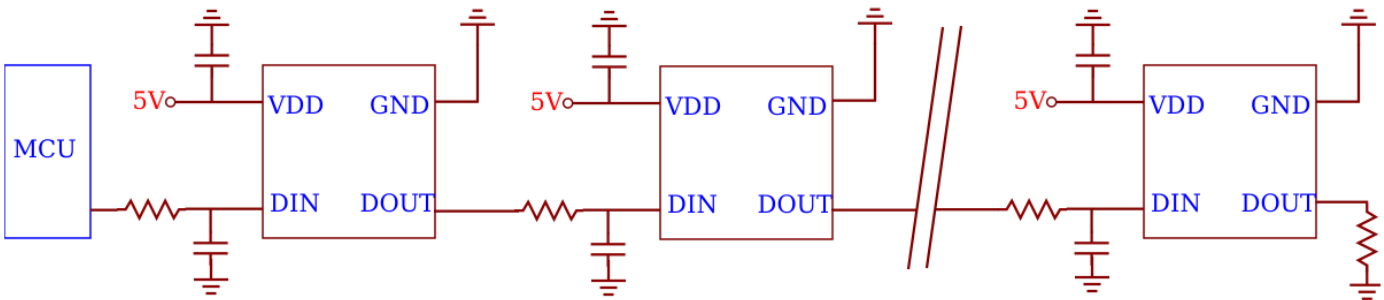 MCU
5V
VDD
GND
DIN
DOUT
5V
VDD
GND
DIN
DOUT
5V
VDD
GND
DIN
DOUT